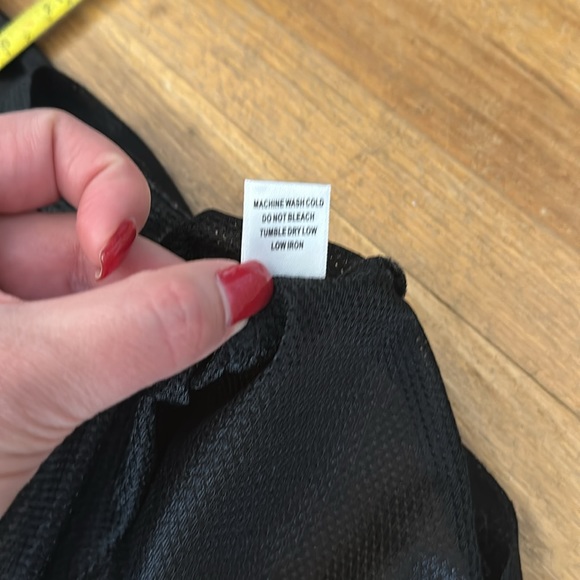 MACHINE WASH COLD
DO NOT BLEACH
TUMBLE DRY LOW
LOW IRON